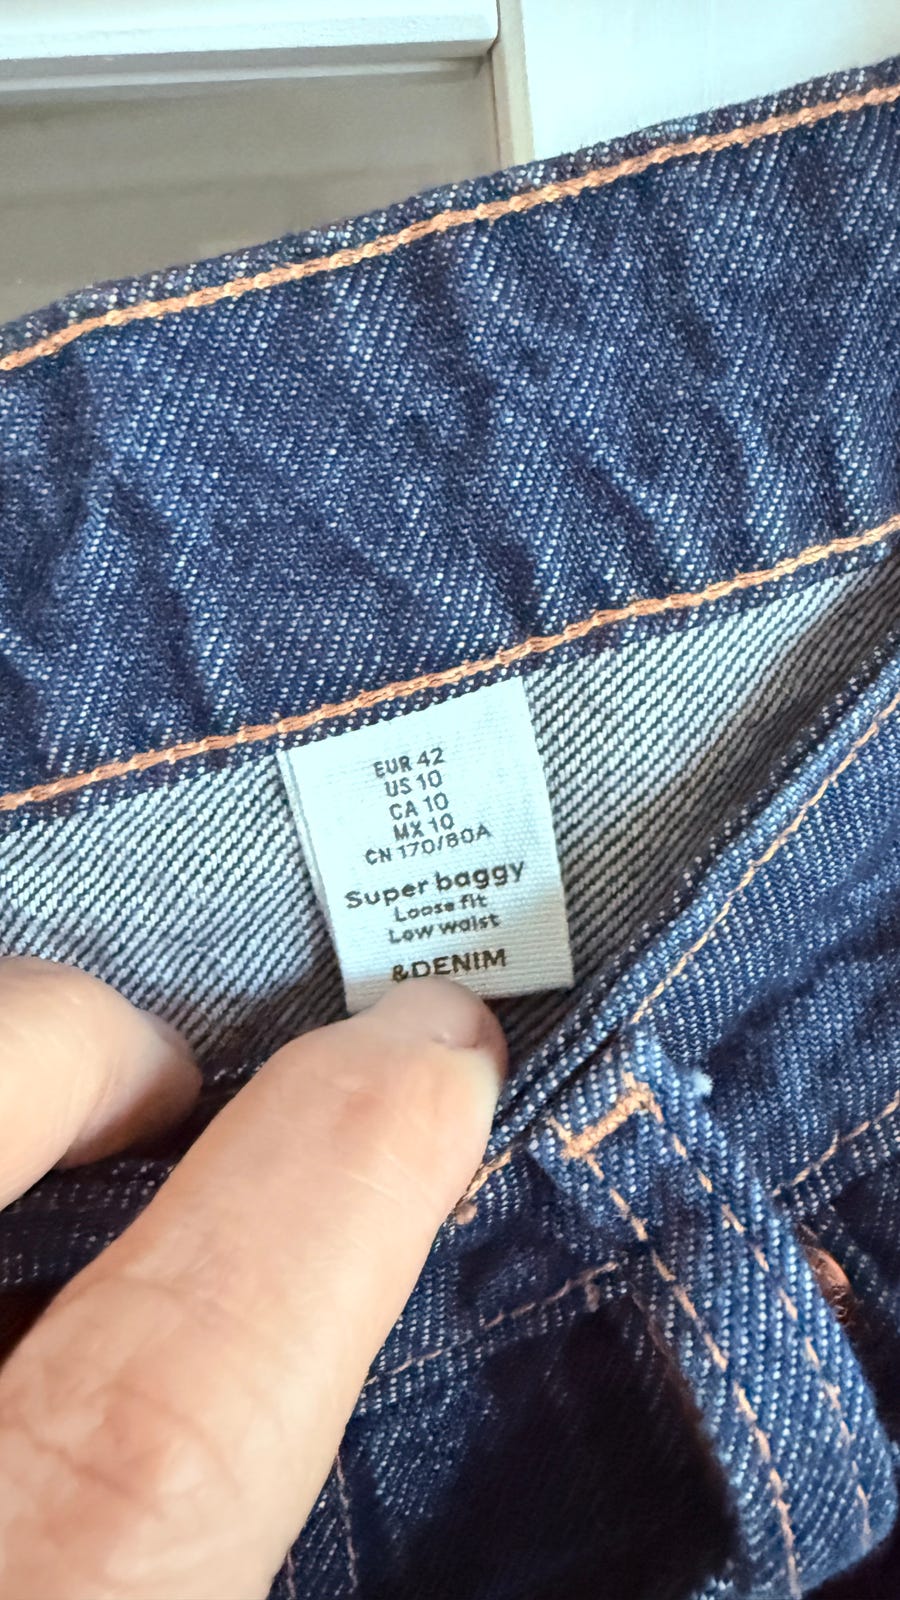 EUR 42
US 10
CA 10
MX 10
CN 170/80A
Super baggy
Loose fit
Low waist
&DENIM